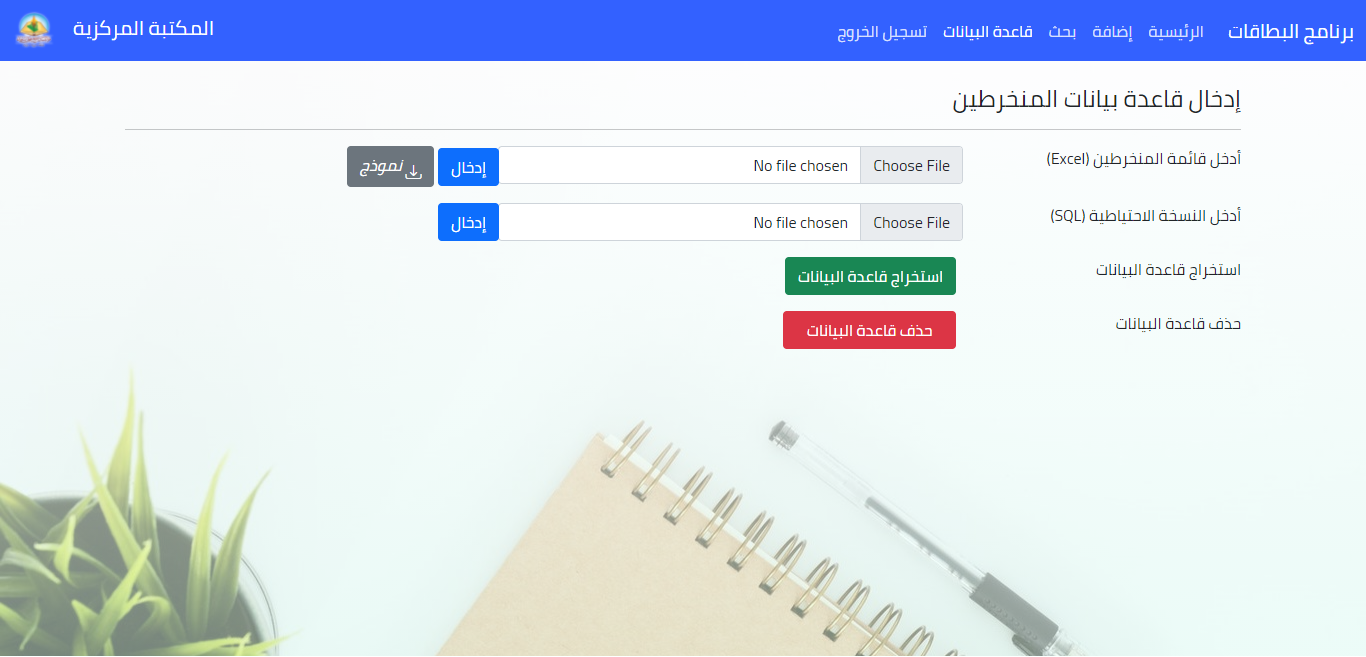 برنامج البطاقات الرئيسية إضافة بحث قاعدة البيانات تسجيل الخروج المكتبة المركزية
إدخال قاعدة بيانات المنخرطين
أدخل قائمة المنخرطين (Excel) Choose File No file chosen إدخال نموذج
أدخل النسخة الاحتياطية (SQL) Choose File No file chosen إدخال
استخراج قاعدة البيانات استخراج قاعدة البيانات
حذف قاعدة البيانات حذف قاعدة البيانات